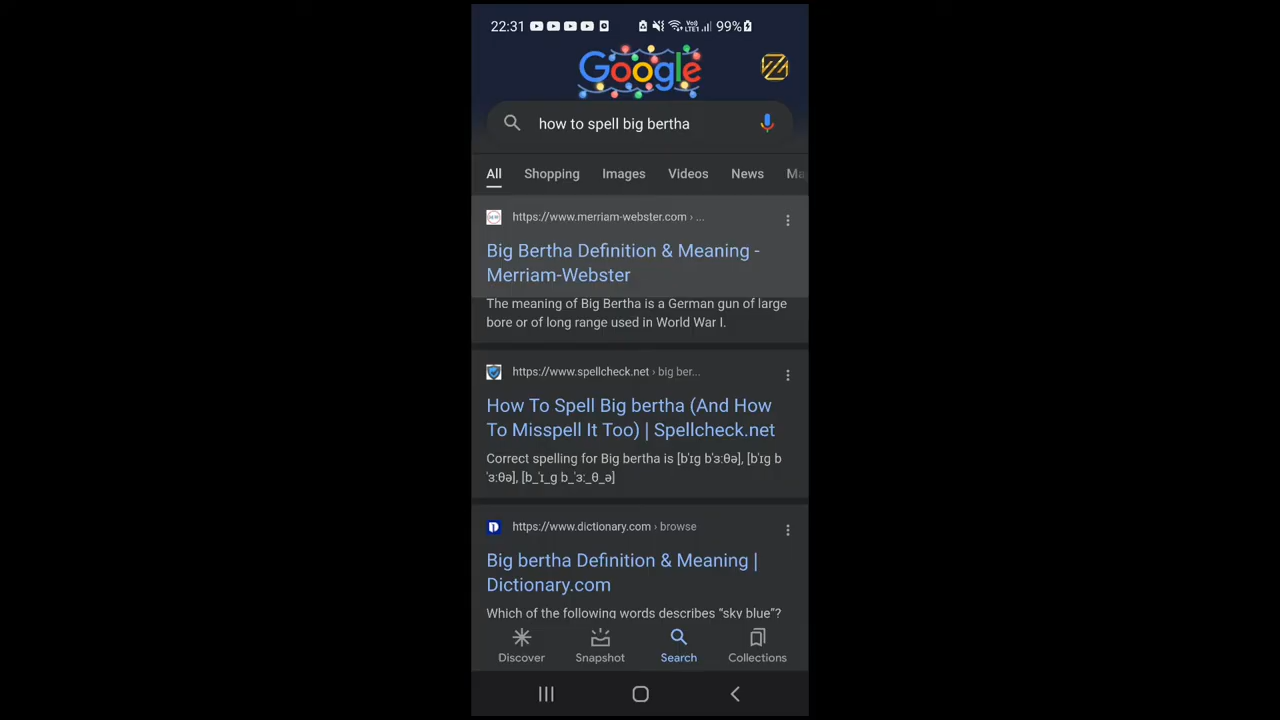 22:31 VoD LTE1 99%
Google
how to spell big bertha
All Shopping Images Videos News Ma
https://www.merriam-webster.com › ...
Big Bertha Definition & Meaning -
Merriam-Webster
The meaning of Big Bertha is a German gun of large
bore or of long range used in World War I.
https://www.spellcheck.net › big ber...
How To Spell Big bertha (And How
To Misspell It Too) | Spellcheck.net
Correct spelling for Big bertha is [bˈɪɡ bˈɜːθə], [bˈɪɡ b
ˈɜːθə], [b_ˈɪ_ɡ b_ˈɜː_θ_ə]
https://www.dictionary.com › browse
Big bertha Definition & Meaning |
Dictionary.com
Which of the following words describes “sky blue”?
Discover Snapshot Search Collections